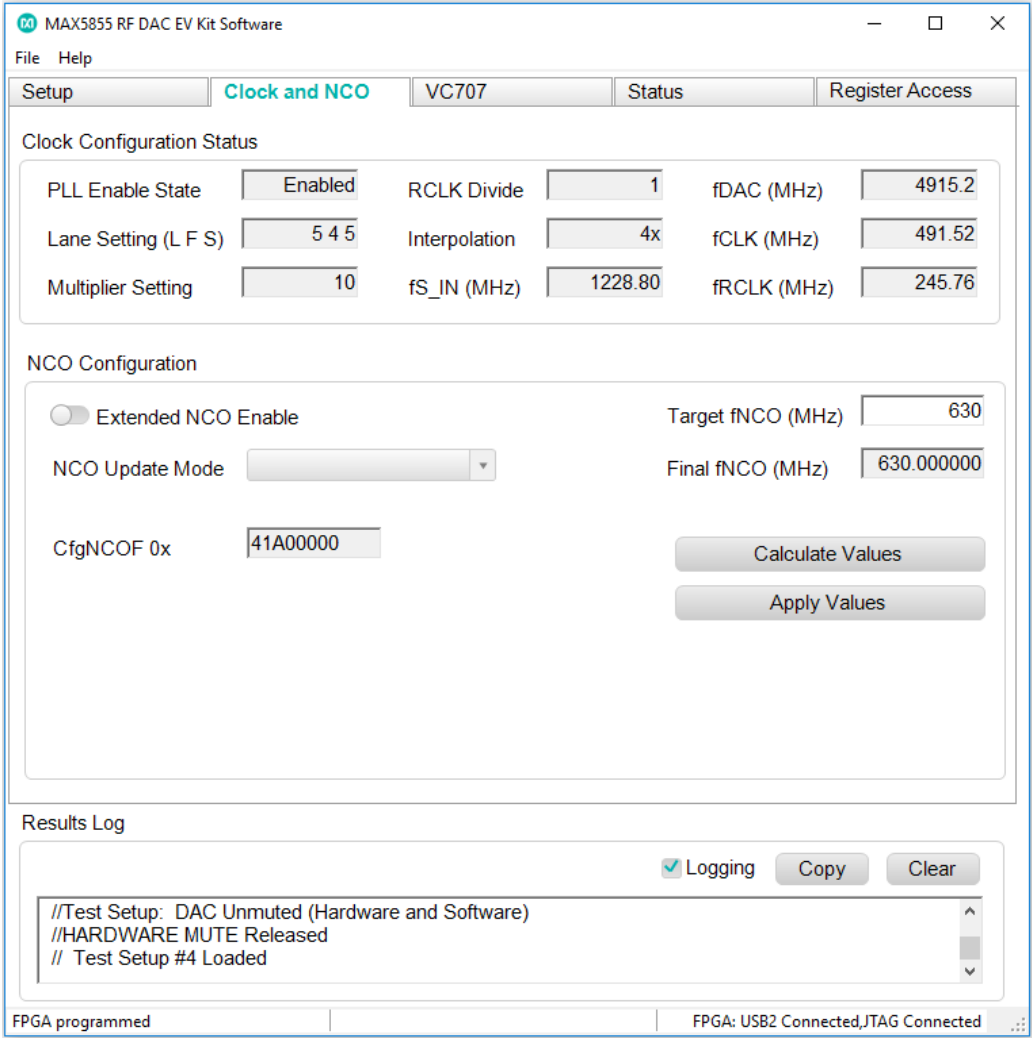 MAX5855 RF DAC EV Kit Software
File Help
Setup Clock and NCO VC707 Status Register Access
Clock Configuration Status
PLL Enable State Enabled RCLK Divide 1 fDAC (MHz) 4915.2
Lane Setting (L F S) 5 4 5 Interpolation 4x fCLK (MHz) 491.52
Multiplier Setting 10 fS_IN (MHz) 1228.80 fRCLK (MHz) 245.76
NCO Configuration
Extended NCO Enable Target fNCO (MHz) 630
NCO Update Mode Final fNCO (MHz) 630.000000
CfgNCOF 0x 41A00000
Calculate Values
Apply Values
Results Log
Logging Copy Clear
//Test Setup: DAC Unmuted (Hardware and Software)
//HARDWARE MUTE Released
// Test Setup #4 Loaded
FPGA programmed FPGA: USB2 Connected,JTAG Connected